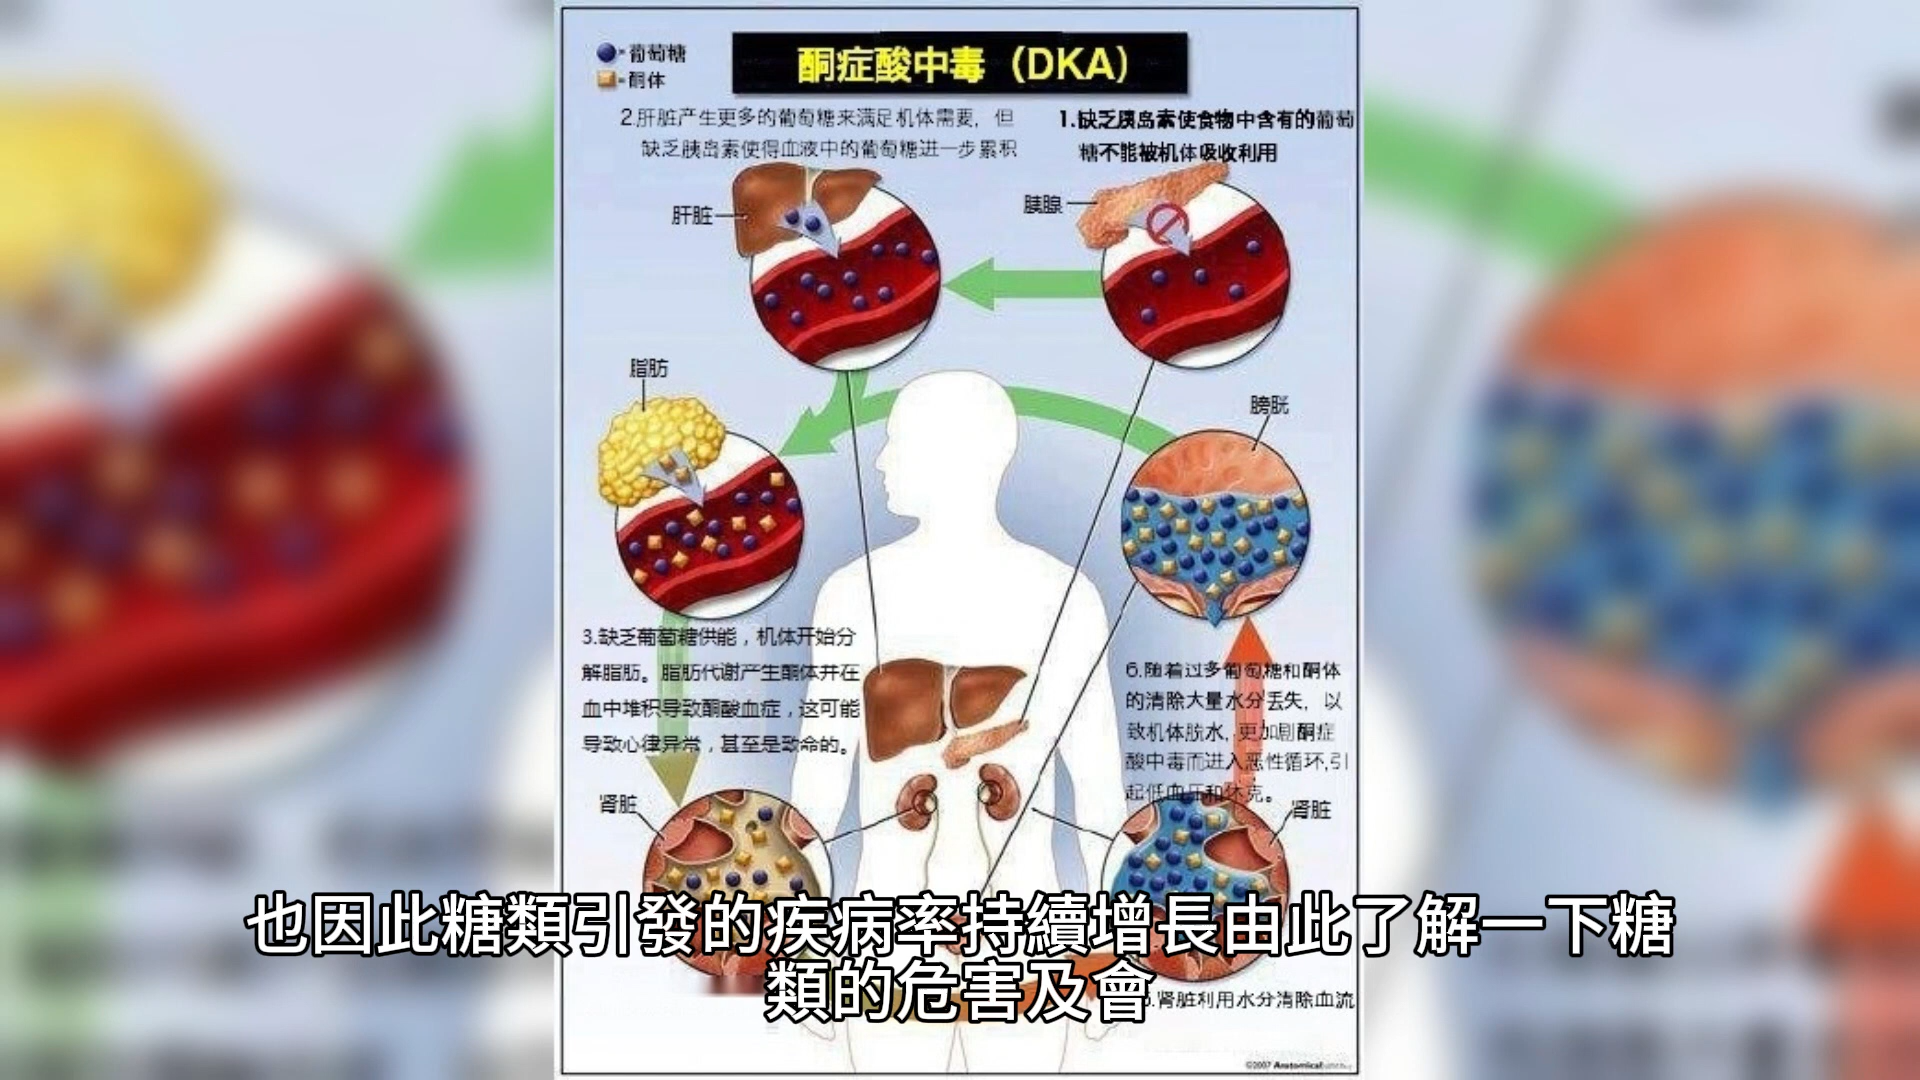 葡萄糖
酮体
酮症酸中毒（DKA）
2.肝脏产生更多的葡萄糖来满足机体需要，但
缺乏胰岛素使得血液中的葡萄糖进一步累积
1.缺乏胰岛素使食物中含有的葡萄
糖不能被机体吸收利用
肝脏
胰腺
脂肪
膀胱
3.缺乏葡萄糖供能，机体开始分
解脂肪。脂肪代谢产生酮体并在
血中堆积导致酮酸血症，这可能
导致心律异常，甚至是致命的。
6.随着过多葡萄糖和酮体
的清除大量水分丢失，以
致机体脱水，更加剧酮症
酸中毒而进入恶性循环,引
起低血压和休克。
肾脏
肾脏
也因此糖類引發的疾病率持續增長由此了解一下糖
類的危害及會
5.肾脏利用水分清除血流
©2007 Anatomical